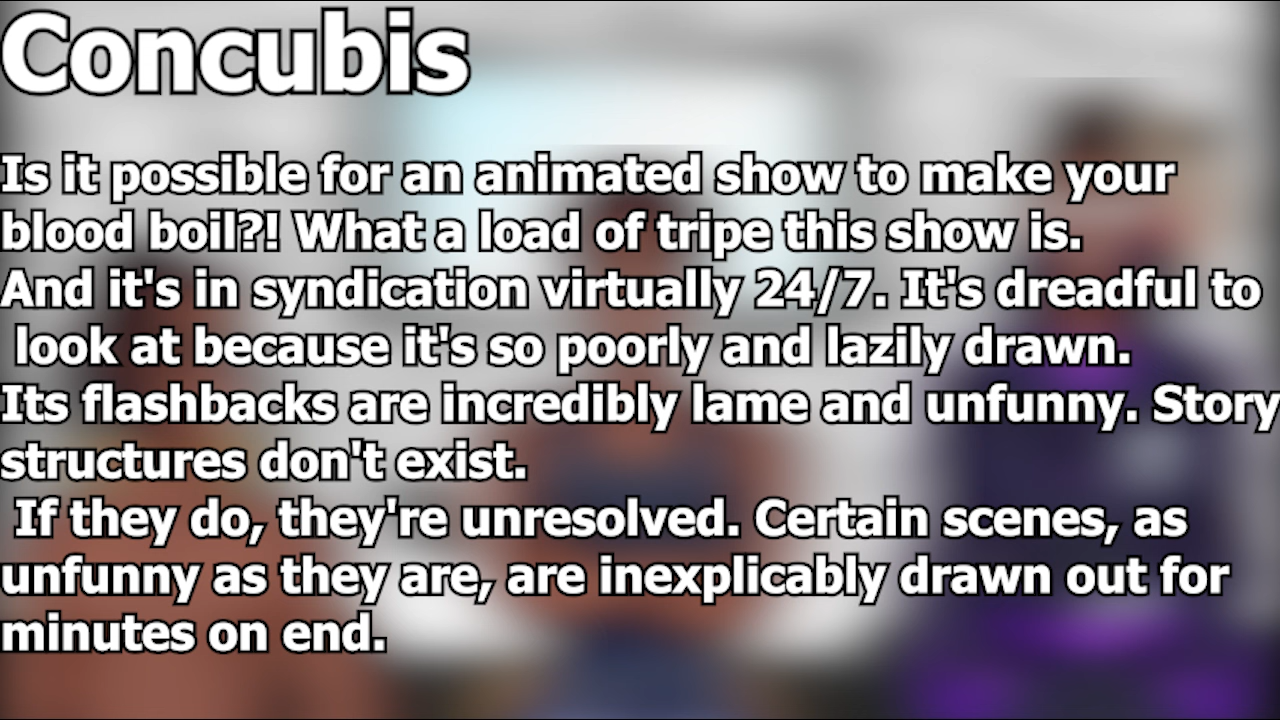 Concubis
Is it possible for an animated show to make your
blood boil?! What a load of tripe this show is.
And it's in syndication virtually 24/7. It's dreadful to
look at because it's so poorly and lazily drawn.
Its flashbacks are incredibly lame and unfunny. Story
structures don't exist.
If they do, they're unresolved. Certain scenes, as
unfunny as they are, are inexplicably drawn out for
minutes on end.